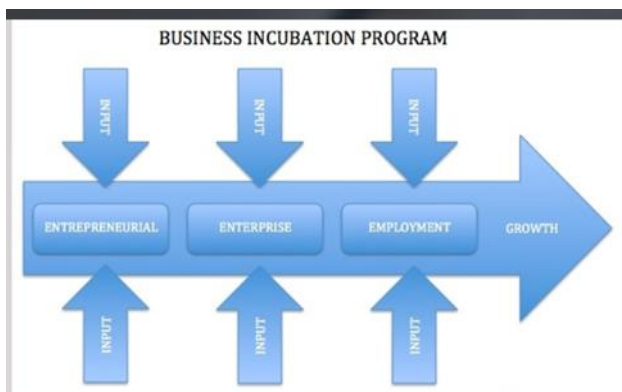 BUSINESS INCUBATION PROGRAM
INPUT
INPUT
INPUT
ENTREPRENEURIAL
ENTERPRISE
EMPLOYMENT
GROWTH
INPUT
INPUT
INPUT